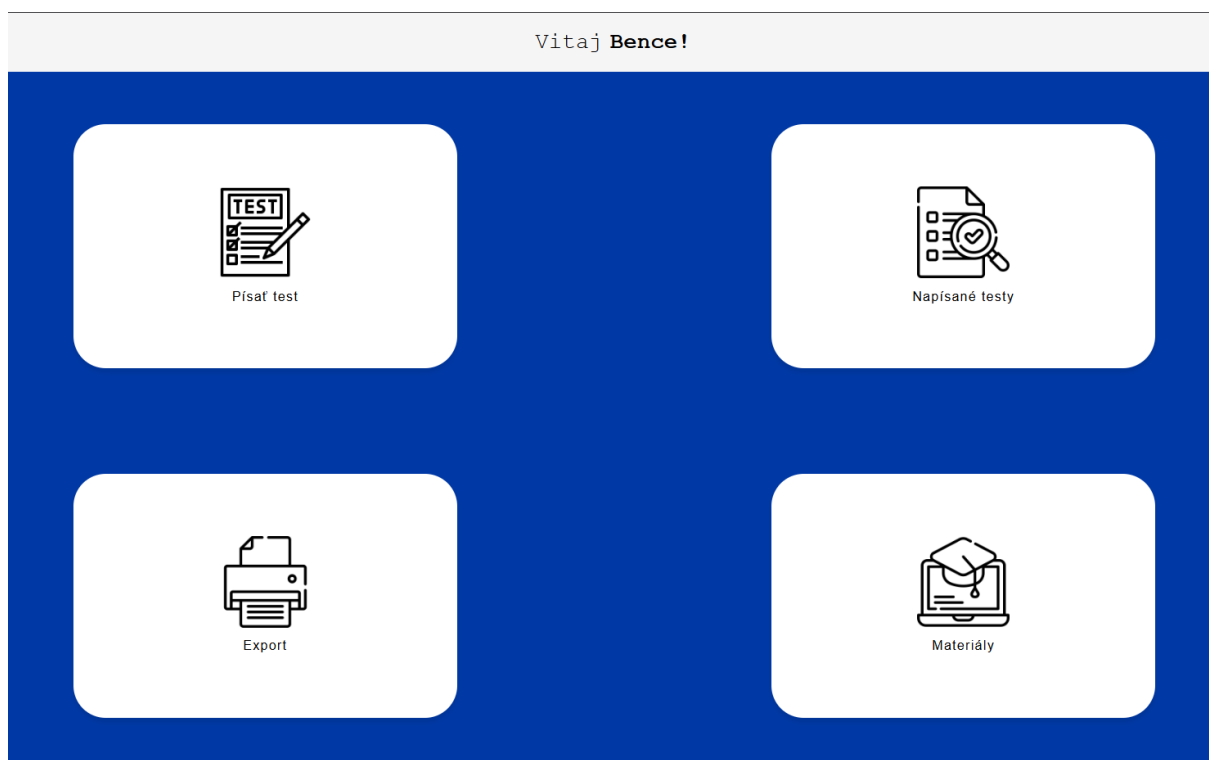 Vitaj Bence!
TEST
Písať test
Napísané testy
Export
Materiály